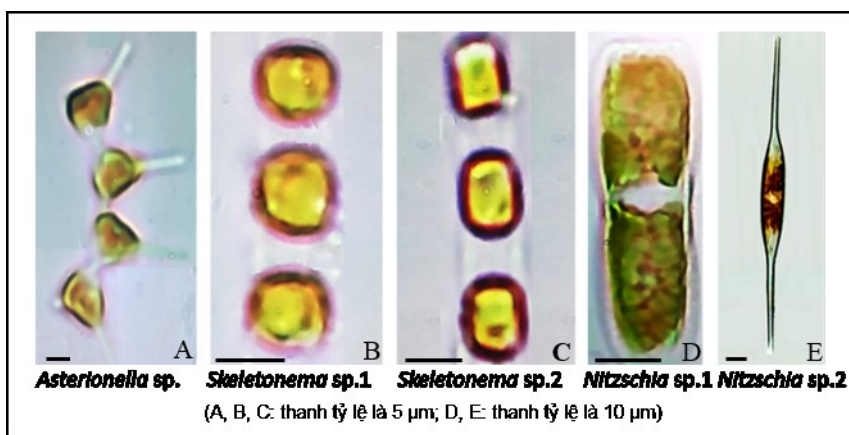 A B C D E
Asterionella sp. Skeletonema sp.1 Skeletonema sp.2 Nitzschia sp.1 Nitzschia sp.2
(A, B, C: thanh tỷ lệ là 5 µm; D, E: thanh tỷ lệ là 10 µm)